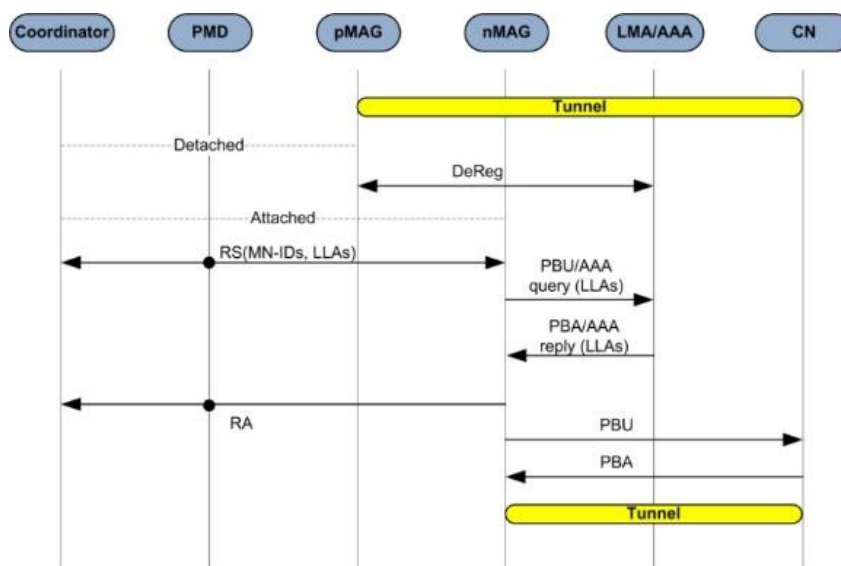 Coordinator PMD pMAG nMAG LMA/AAA CN
Tunnel
Detached
DeReg
Attached
RS(MN-IDs, LLAs)
PBU/AAA
query (LLAs)
PBA/AAA
reply (LLAs)
RA
PBU
PBA
Tunnel